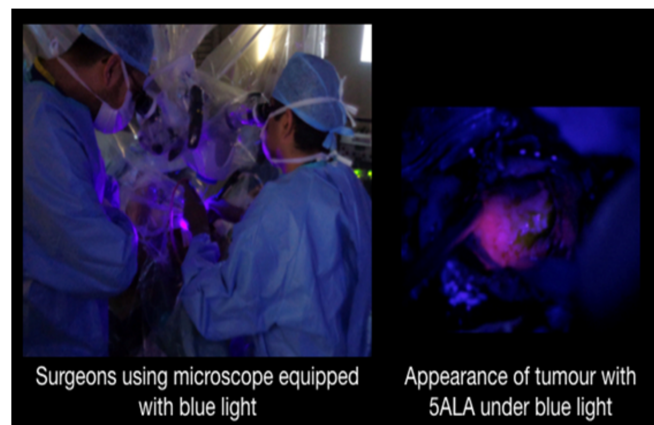 Surgeons using microscope equipped
with blue light
Appearance of tumour with
5ALA under blue light